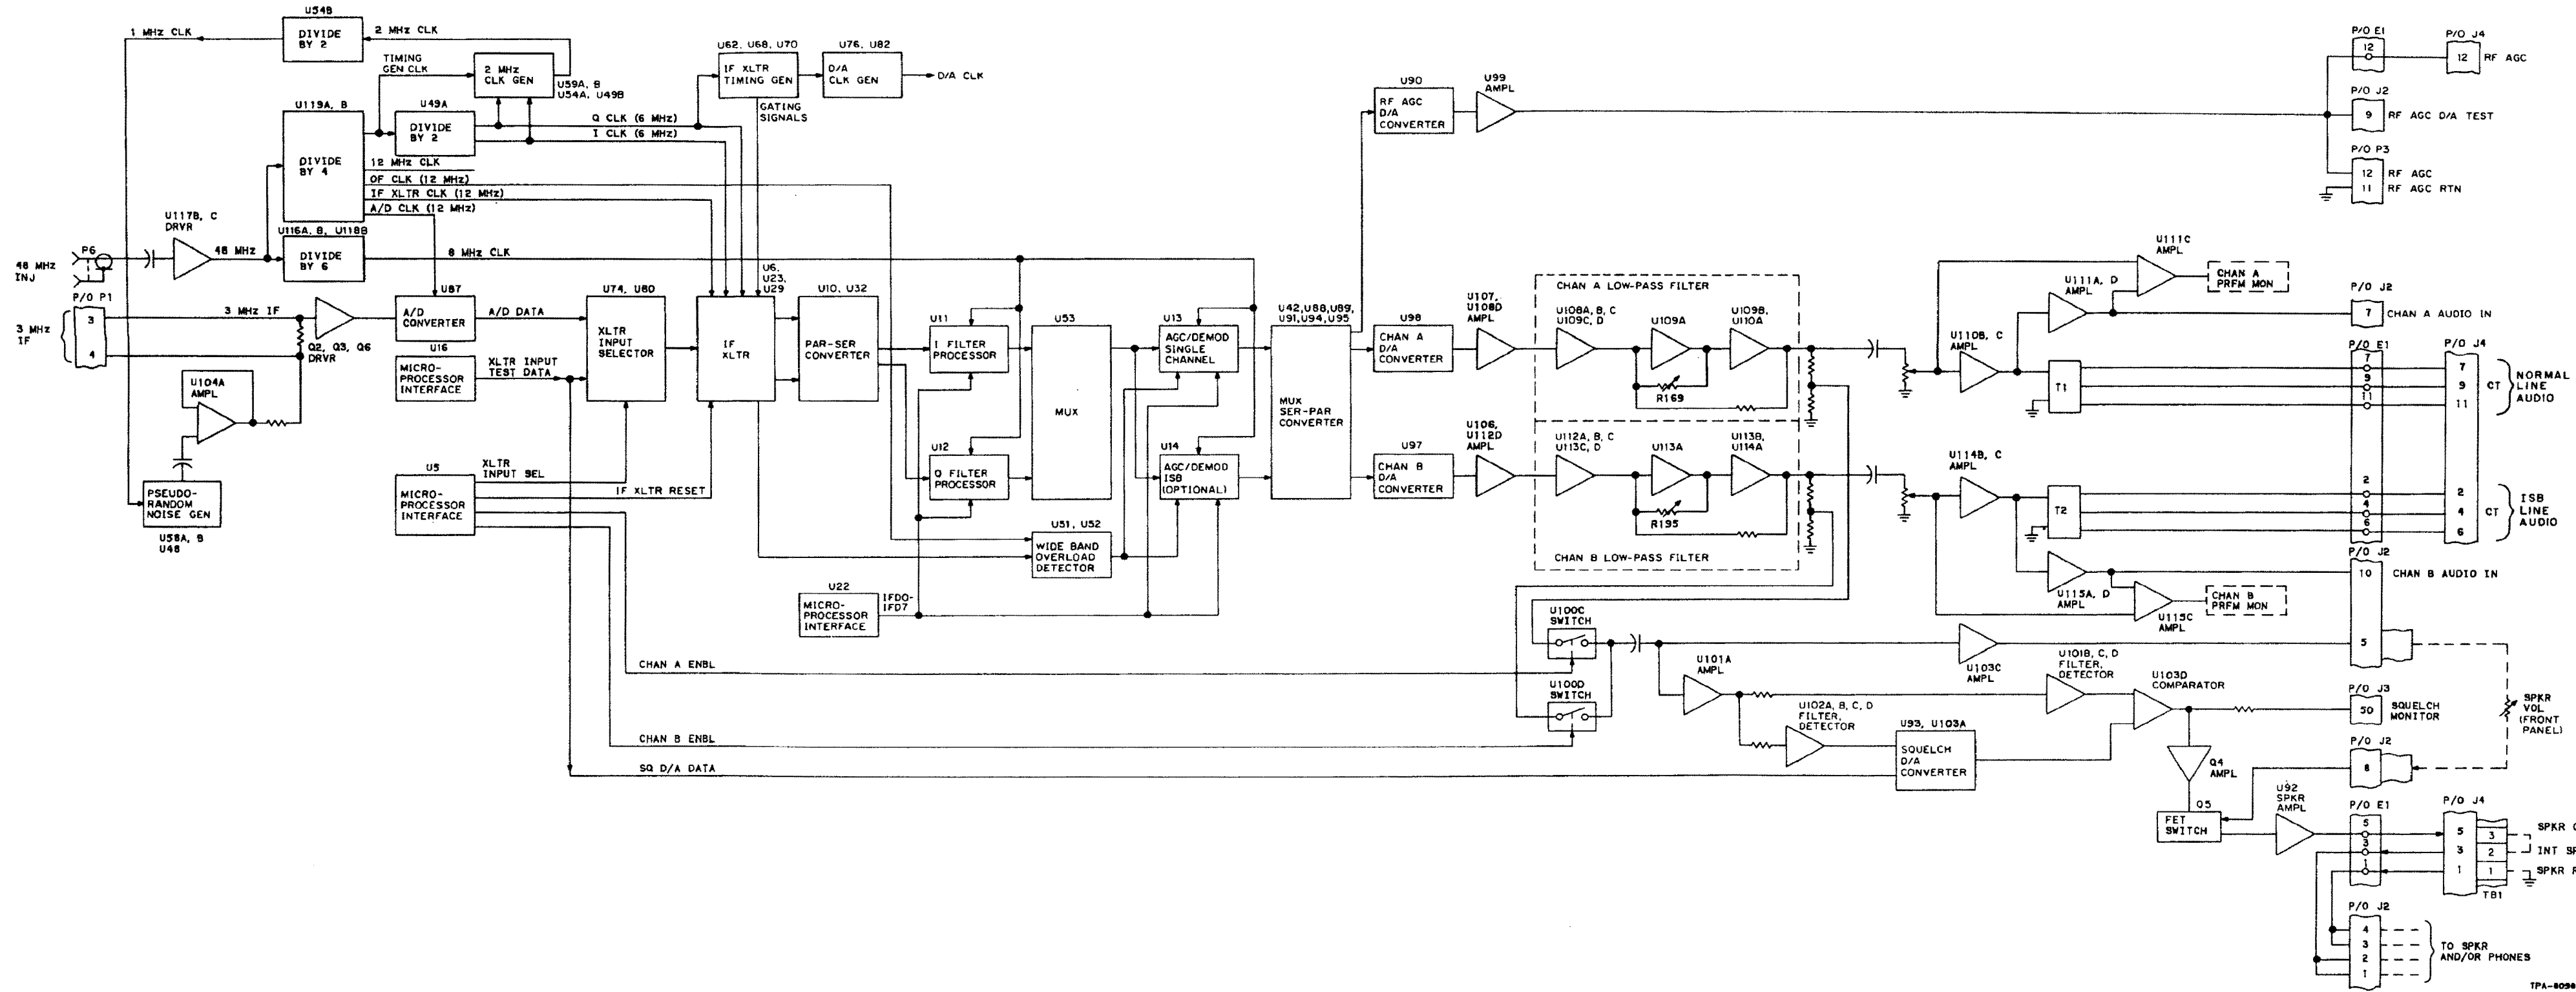 U54B
1 MHz CLK
DIVIDE
BY 2
2 MHz CLK
TIMING
GEN CLK
2 MHz
CLK GEN
U59A, B
U54A, U49B
U62, U68, U70
IF XLTR
TIMING GEN
U76, U82
D/A
CLK GEN
D/A CLK
GATING
SIGNALS
U119A, B
DIVIDE
BY 4
U49A
DIVIDE
BY 2
Q CLK (6 MHz)
I CLK (6 MHz)
12 MHz CLK
OF CLK (12 MHz)
IF XLTR CLK (12 MHz)
A/D CLK (12 MHz)
U117B, C
DRVR
P6
48 MHz
INJ
48 MHz
U116A, B, U118B
DIVIDE
BY 6
8 MHz CLK
P/O P1
3 MHz
IF
3
4
3 MHz IF
Q2, Q3, Q6
DRVR
U87
A/D
CONVERTER
A/D DATA
U16
MICRO-
PROCESSOR
INTERFACE
XLTR INPUT
TEST DATA
U74, U80
XLTR
INPUT
SELECTOR
U6,
U23,
U29
IF
XLTR
U10, U32
PAR-SER
CONVERTER
U104A
AMPL
PSEUDO-
RANDOM
NOISE GEN
U58A, B
U48
U5
MICRO-
PROCESSOR
INTERFACE
XLTR
INPUT SEL
IF XLTR RESET
U11
I FILTER
PROCESSOR
U12
Q FILTER
PROCESSOR
U53
MUX
U13
AGC/DEMOD
SINGLE
CHANNEL
U14
AGC/DEMOD
ISB
(OPTIONAL)
U51, U52
WIDE BAND
OVERLOAD
DETECTOR
U22
MICRO-
PROCESSOR
INTERFACE
IFD0-
IFD7
U42,U88,U89,
U91,U94,U95
MUX
SER-PAR
CONVERTER
U90
RF AGC
D/A
CONVERTER
U99
AMPL
U98
CHAN A
D/A
CONVERTER
U97
CHAN B
D/A
CONVERTER
U107,
U108D
AMPL
U106,
U112D
AMPL
CHAN A LOW-PASS FILTER
U108A, B, C
U109C, D
U109A
U109B,
U110A
R169
U112A, B, C
U113C, D
U113A
U113B,
U114A
R195
CHAN B LOW-PASS FILTER
U110B, C
AMPL
U111A, D
AMPL
U111C
AMPL
CHAN A
PRFM MON
T1
U114B, C
AMPL
T2
U115A, D
AMPL
U115C
AMPL
CHAN B
PRFM MON
P/O E1
12
P/O J4
12
RF AGC
P/O J2
9
RF AGC D/A TEST
P/O P3
12
RF AGC
11
RF AGC RTN
P/O J2
7
CHAN A AUDIO IN
P/O E1
P/O J4
7
7
9
9
11
11
CT
NORMAL
LINE
AUDIO
2
2
4
4
6
6
CT
ISB
LINE
AUDIO
P/O J2
10
CHAN B AUDIO IN
5
U100C
SWITCH
U100D
SWITCH
CHAN A ENBL
CHAN B ENBL
SQ D/A DATA
U101A
AMPL
U103C
AMPL
U101B, C, D
FILTER,
DETECTOR
U102A, B, C, D
FILTER,
DETECTOR
U93, U103A
SQUELCH
D/A
CONVERTER
U103D
COMPARATOR
P/O J3
50
SQUELCH
MONITOR
SPKR
VOL
(FRONT
PANEL)
P/O J2
8
Q4
AMPL
Q5
FET
SWITCH
U92
SPKR
AMPL
P/O E1
P/O J4
5
5
3
3
3
2
1
1
1
TB1
SPKR
INT
SPKR
P/O J2
4
3
2
1
TO SPKR
AND/OR PHONES